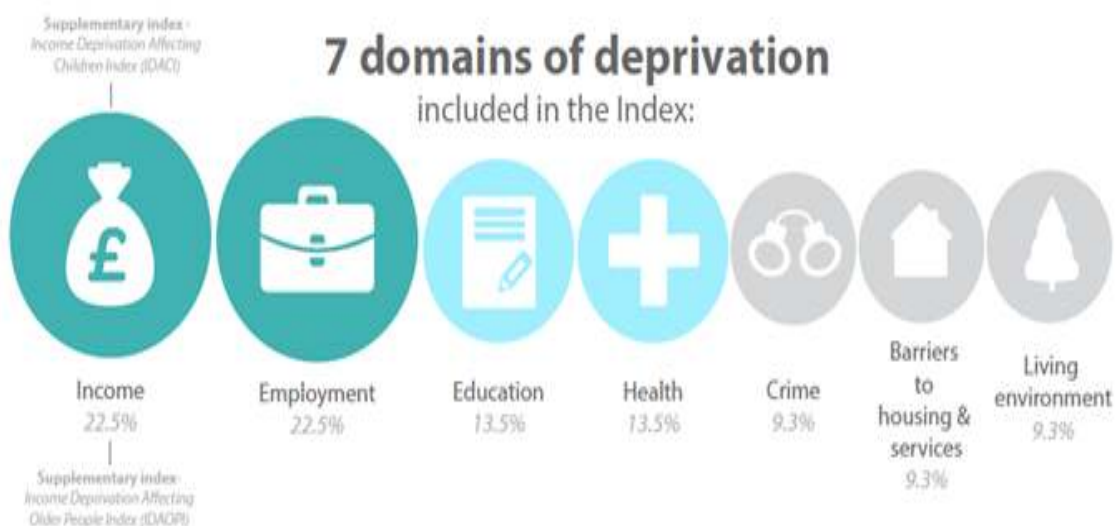 Supplementary index -
Income Deprivation Affecting
Children Index (IDACI)
7 domains of deprivation
included in the Index:
£
Income
22.5%
Supplementary index -
Income Deprivation Affecting
Older People Index (IDAOPI)
Employment
22.5%
Education
13.5%
Health
13.5%
Crime
9.3%
Barriers
to
housing &
services
9.3%
Living
environment
9.3%